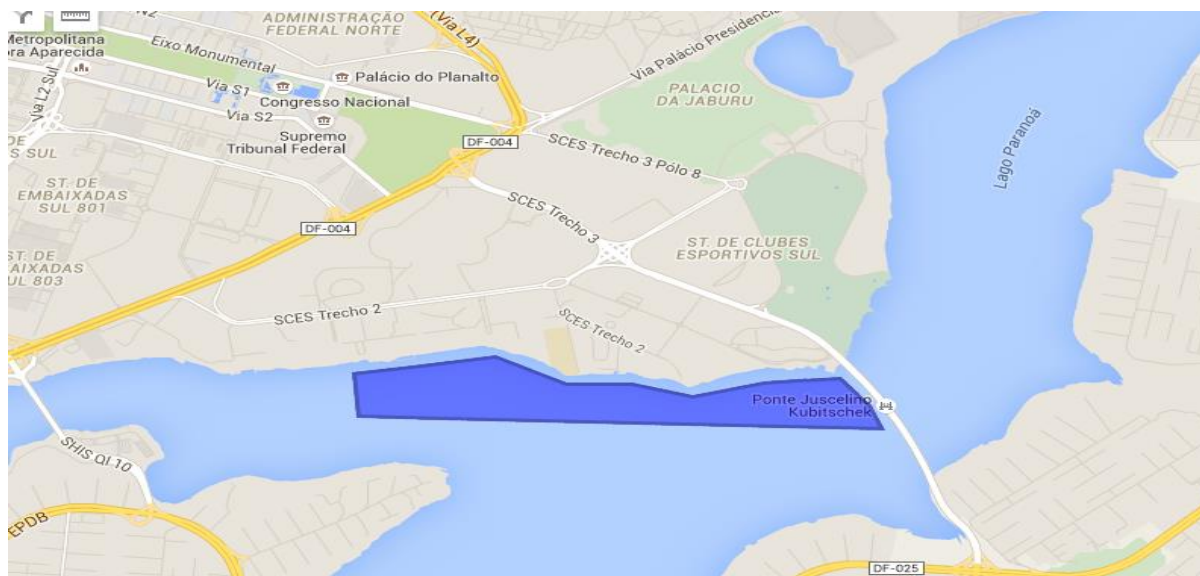 ADMINISTRAÇÃO
FEDERAL NORTE
(Via L4)
Metropolitana
ora Aparecida
Eixo Monumental
Via Palácio Presidencia
Palácio do Planalto
Via S1
Congresso Nacional
PALACIO
DA JABURU
Via L2 Sul
Via S2
Supremo
Tribunal Federal
DF-004
SCES Trecho 3 Pólo 8
Lago Paranoá
DE
S SUL
ST. DE
EMBAIXADAS
SUL 801
SCES Trecho 3
DF-004
ST. DE CLUBES
ESPORTIVOS SUL
ST. DE
AIXADAS
UL 803
SCES Trecho 2
SCES Trecho 2
Ponte Juscelino
Kubitschek
SHIS QI 10
EPDB
DF-025